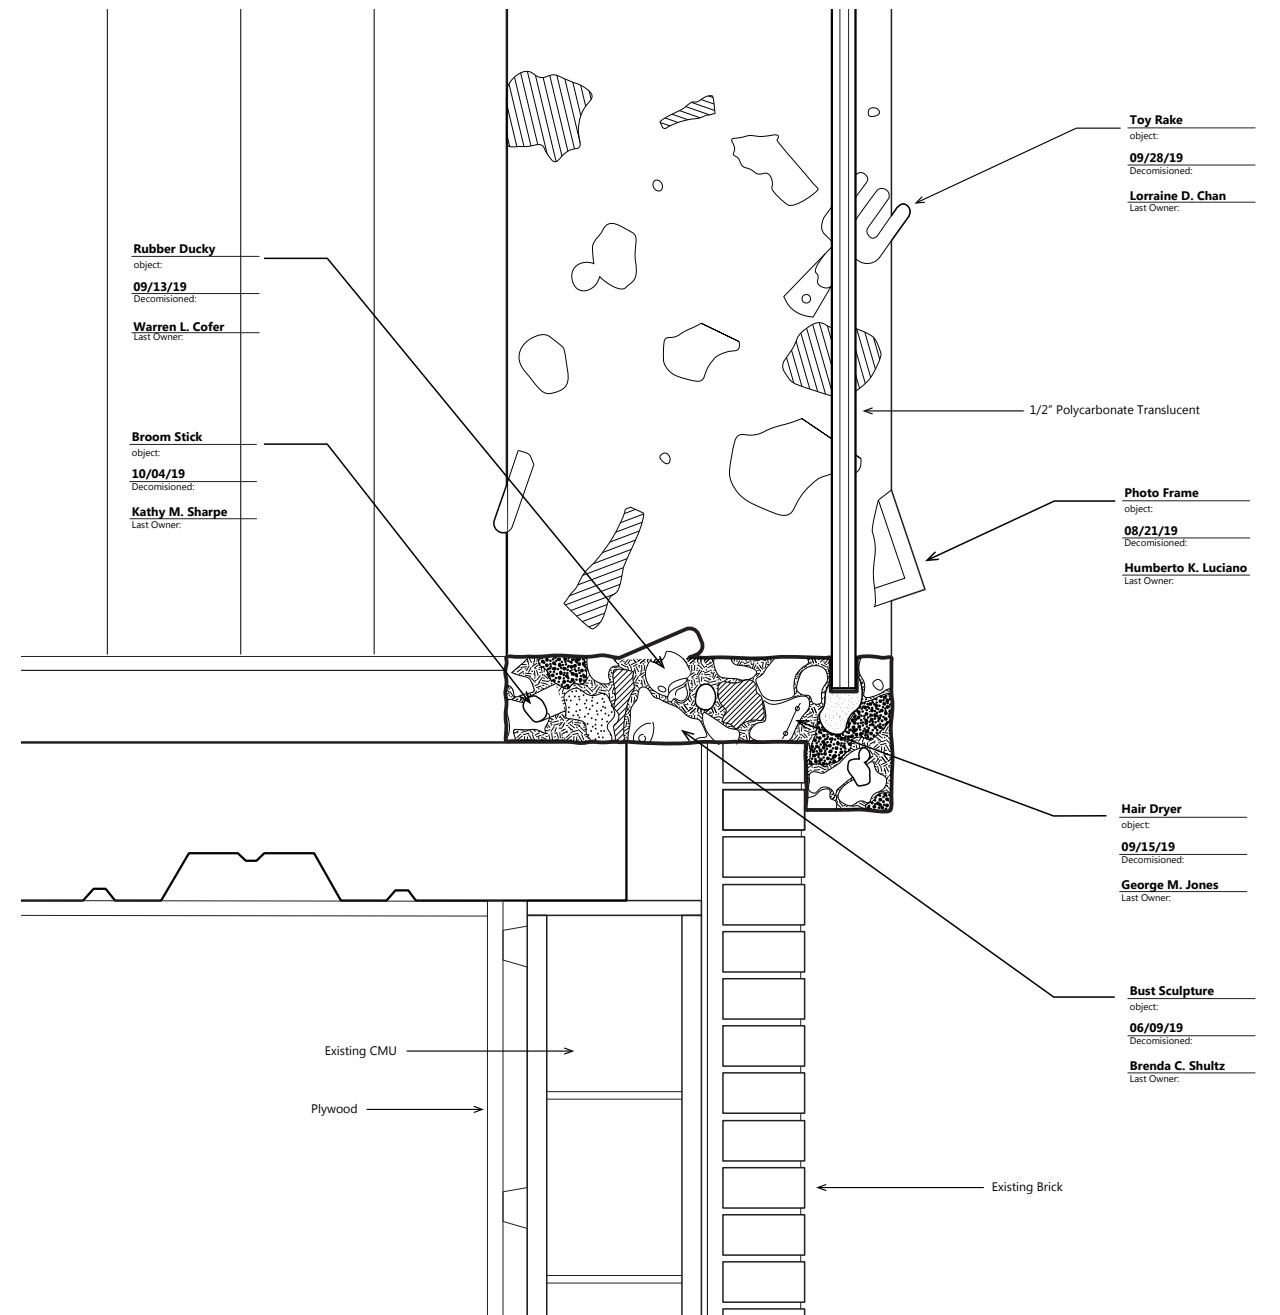 Toy Rake
object:
09/28/19
Decomisioned:
Lorraine D. Chan
Last Owner:
Rubber Ducky
object:
09/13/19
Decomisioned:
Warren L. Cofer
Last Owner:
1/2" Polycarbonate Translucent
Broom Stick
object:
10/04/19
Decomisioned:
Kathy M. Sharpe
Last Owner:
Photo Frame
object:
08/21/19
Decomisioned:
Humberto K. Luciano
Last Owner:
Hair Dryer
object:
09/15/19
Decomisioned:
George M. Jones
Last Owner:
Bust Sculpture
object:
06/09/19
Decomisioned:
Brenda C. Shultz
Last Owner:
Existing CMU
Plywood
Existing Brick